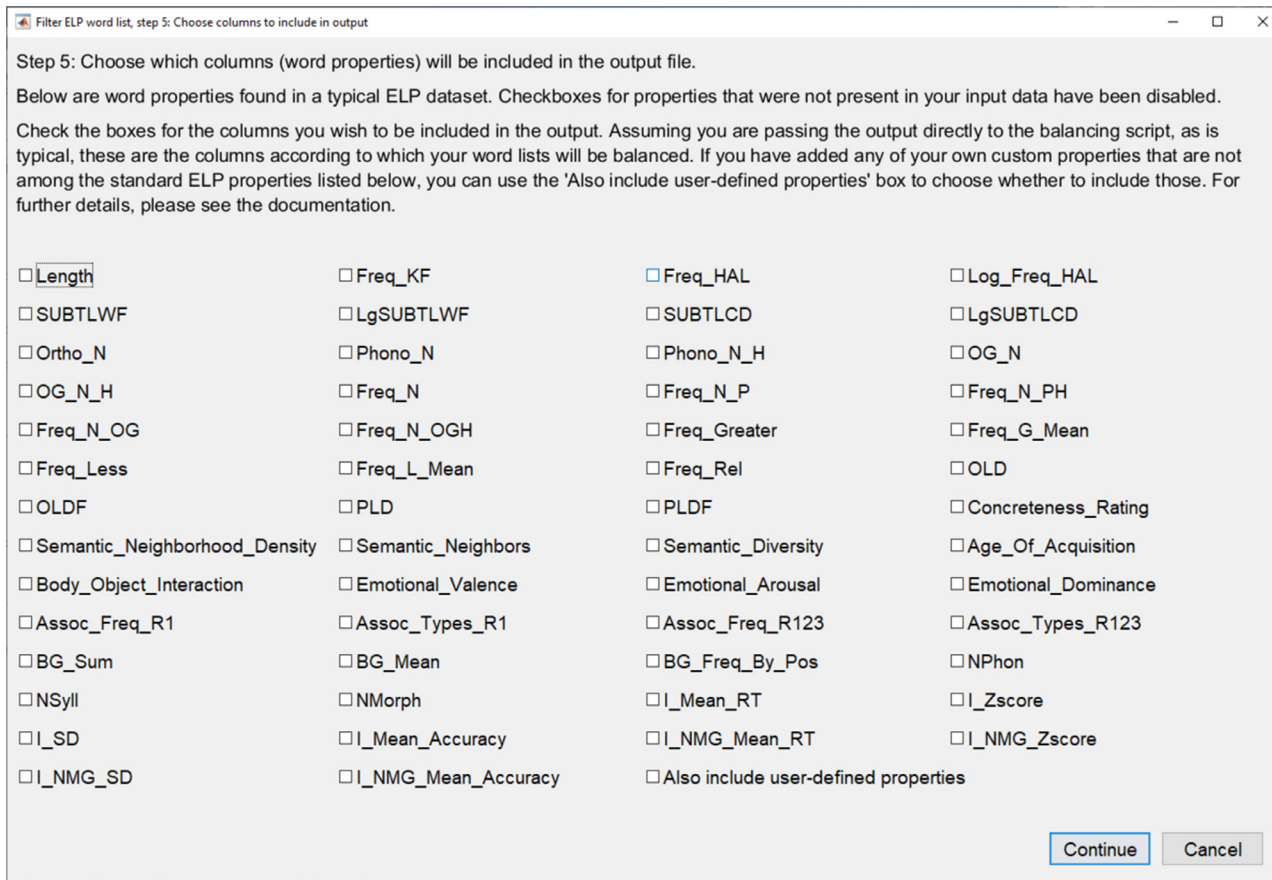 Filter ELP word list, step 5: Choose columns to include in output
Step 5: Choose which columns (word properties) will be included in the output file.
Below are word properties found in a typical ELP dataset. Checkboxes for properties that were not present in your input data have been disabled.
Check the boxes for the columns you wish to be included in the output. Assuming you are passing the output directly to the balancing script, as is
typical, these are the columns according to which your word lists will be balanced. If you have added any of your own custom properties that are not
among the standard ELP properties listed below, you can use the 'Also include user-defined properties' box to choose whether to include those. For
further details, please see the documentation.
Length Freq_KF Freq_HAL Log_Freq_HAL
SUBTLWF LgSUBTLWF SUBTLCD LgSUBTLCD
Ortho_N Phono_N Phono_N_H OG_N
OG_N_H Freq_N Freq_N_P Freq_N_PH
Freq_N_OG Freq_N_OGH Freq_Greater Freq_G_Mean
Freq_Less Freq_L_Mean Freq_Rel OLD
OLDF PLD PLDF Concreteness_Rating
Semantic_Neighborhood_Density Semantic_Neighbors Semantic_Diversity Age_Of_Acquisition
Body_Object_Interaction Emotional_Valence Emotional_Arousal Emotional_Dominance
Assoc_Freq_R1 Assoc_Types_R1 Assoc_Freq_R123 Assoc_Types_R123
BG_Sum BG_Mean BG_Freq_By_Pos NPhon
NSyll NMorph I_Mean_RT I_Zscore
I_SD I_Mean_Accuracy I_NMG_Mean_RT I_NMG_Zscore
I_NMG_SD I_NMG_Mean_Accuracy Also include user-defined properties
Continue Cancel